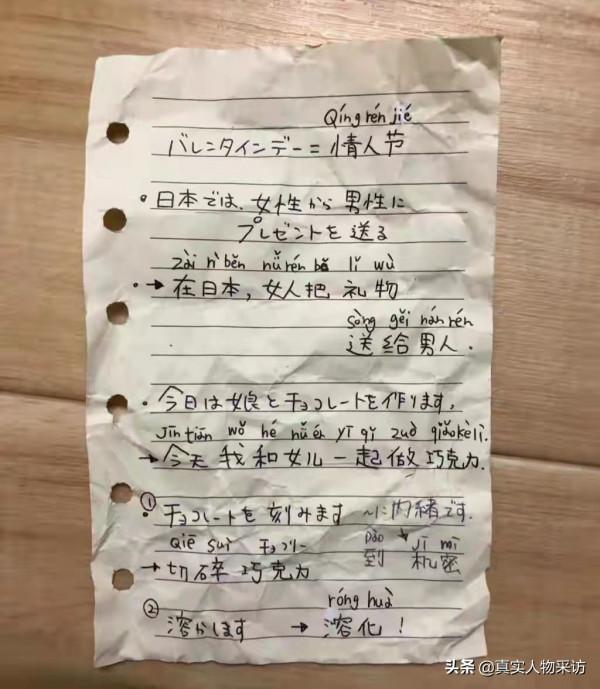 Qíng rén jié
バレンタインデー = 情人节
• 日本では、女性から男性に
プレゼントを送る
zài rì běn nǚ rén bǎ lǐ wù
• → 在日本，女人把 礼物
sòng gěi nán rén
送给男人.
• 今日は娘とチョコレートを作ります。
jīn tiān wǒ hé nǚ ér yī qǐ zuò qiǎokèlì.
→ 今天 我和女儿一起做巧克力.
① • チョコレートを刻みます 〜に内緒です.
qiē suì チョコリー dào jī mì
→ 切碎巧克力 到 机密
róng huà
② 溶かします → 溶化！
头条 @真实人物采访